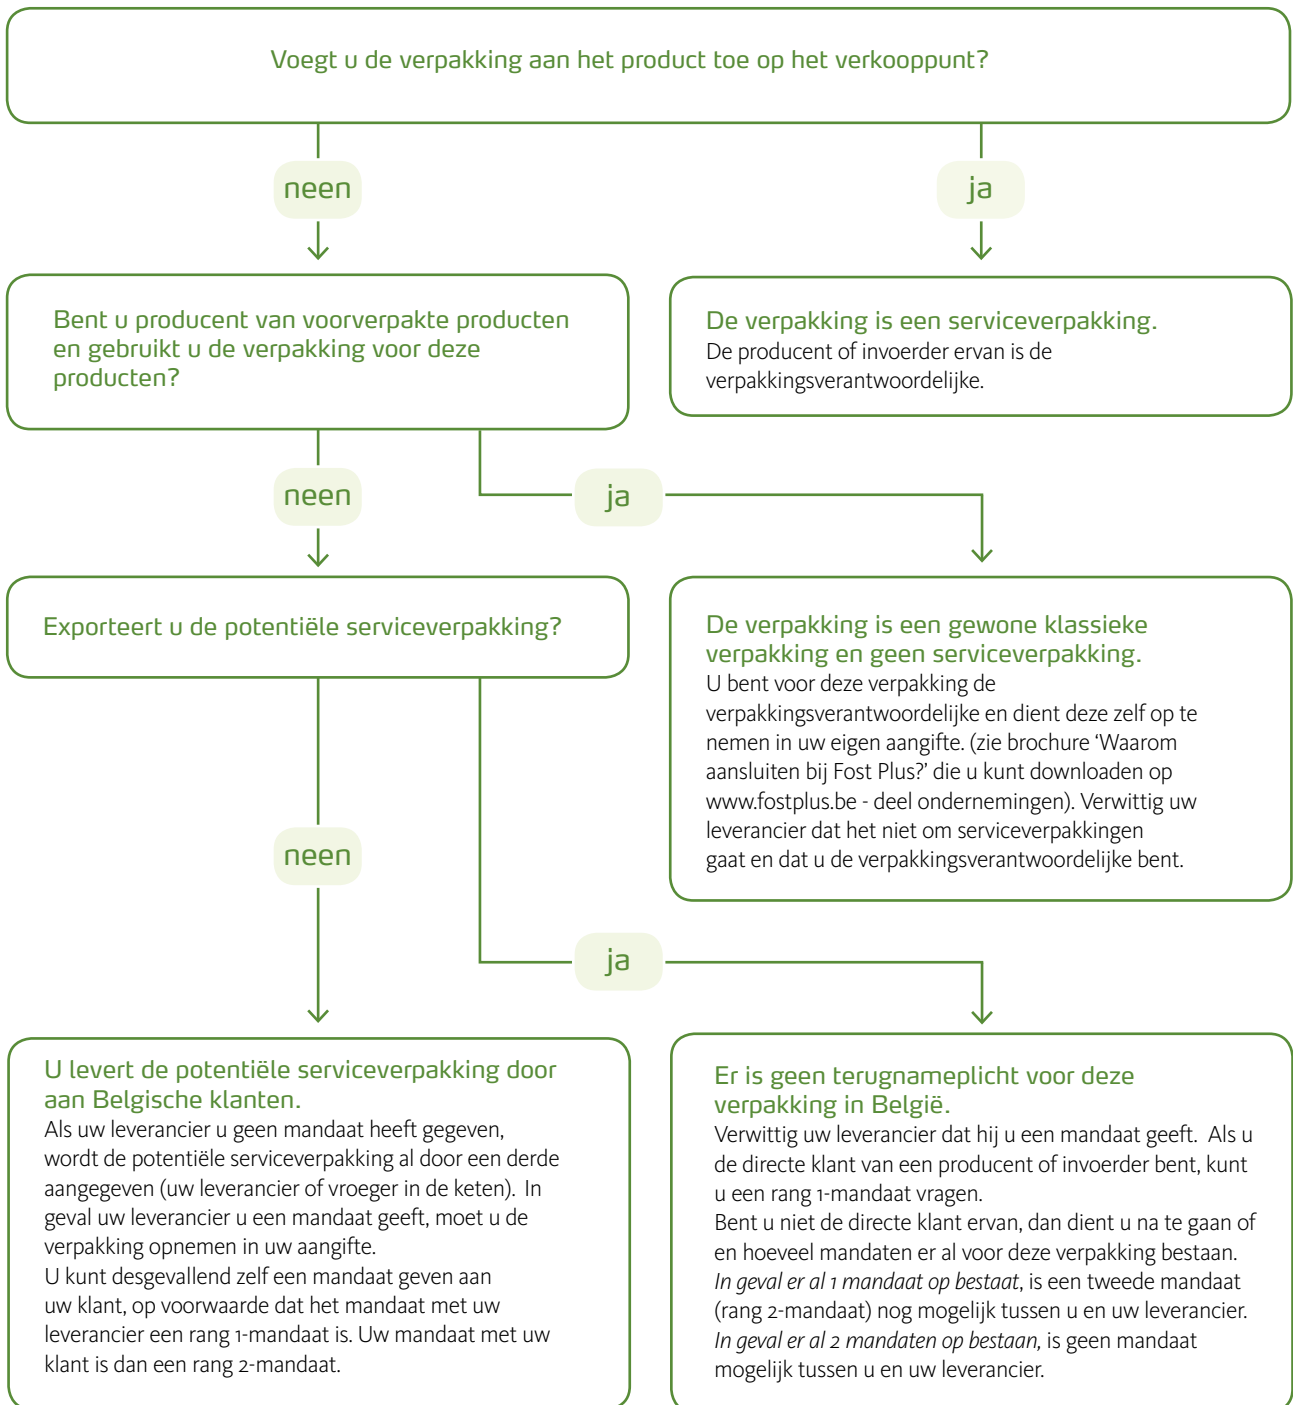 Voegt u de verpakking aan het product toe op het verkooppunt?
neen
ja
Bent u producent van voorverpakte producten
en gebruikt u de verpakking voor deze
producten?
De verpakking is een serviceverpakking.
De producent of invoerder ervan is de
verpakkingsverantwoordelijke.
neen
ja
Exporteert u de potentiële serviceverpakking?
De verpakking is een gewone klassieke
verpakking en geen serviceverpakking.
U bent voor deze verpakking de
verpakkingsverantwoordelijke en dient deze zelf op te
nemen in uw eigen aangifte. (zie brochure ‘Waarom
aansluiten bij Fost Plus?’ die u kunt downloaden op
www.fostplus.be - deel ondernemingen). Verwittig uw
leverancier dat het niet om serviceverpakkingen
gaat en dat u de verpakkingsverantwoordelijke bent.
neen
ja
U levert de potentiële serviceverpakking door
aan Belgische klanten.
Als uw leverancier u geen mandaat heeft gegeven,
wordt de potentiële serviceverpakking al door een derde
aangegeven (uw leverancier of vroeger in de keten). In
geval uw leverancier u een mandaat geeft, moet u de
verpakking opnemen in uw aangifte.
U kunt desgevallend zelf een mandaat geven aan
uw klant, op voorwaarde dat het mandaat met uw
leverancier een rang 1-mandaat is. Uw mandaat met uw
klant is dan een rang 2-mandaat.
Er is geen terugnameplicht voor deze
verpakking in België.
Verwittig uw leverancier dat hij u een mandaat geeft. Als u
de directe klant van een producent of invoerder bent, kunt
u een rang 1-mandaat vragen.
Bent u niet de directe klant ervan, dan dient u na te gaan of
en hoeveel mandaten er al voor deze verpakking bestaan.
In geval er al 1 mandaat op bestaat, is een tweede mandaat
(rang 2-mandaat) nog mogelijk tussen u en uw leverancier.
In geval er al 2 mandaten op bestaan, is geen mandaat
mogelijk tussen u en uw leverancier.